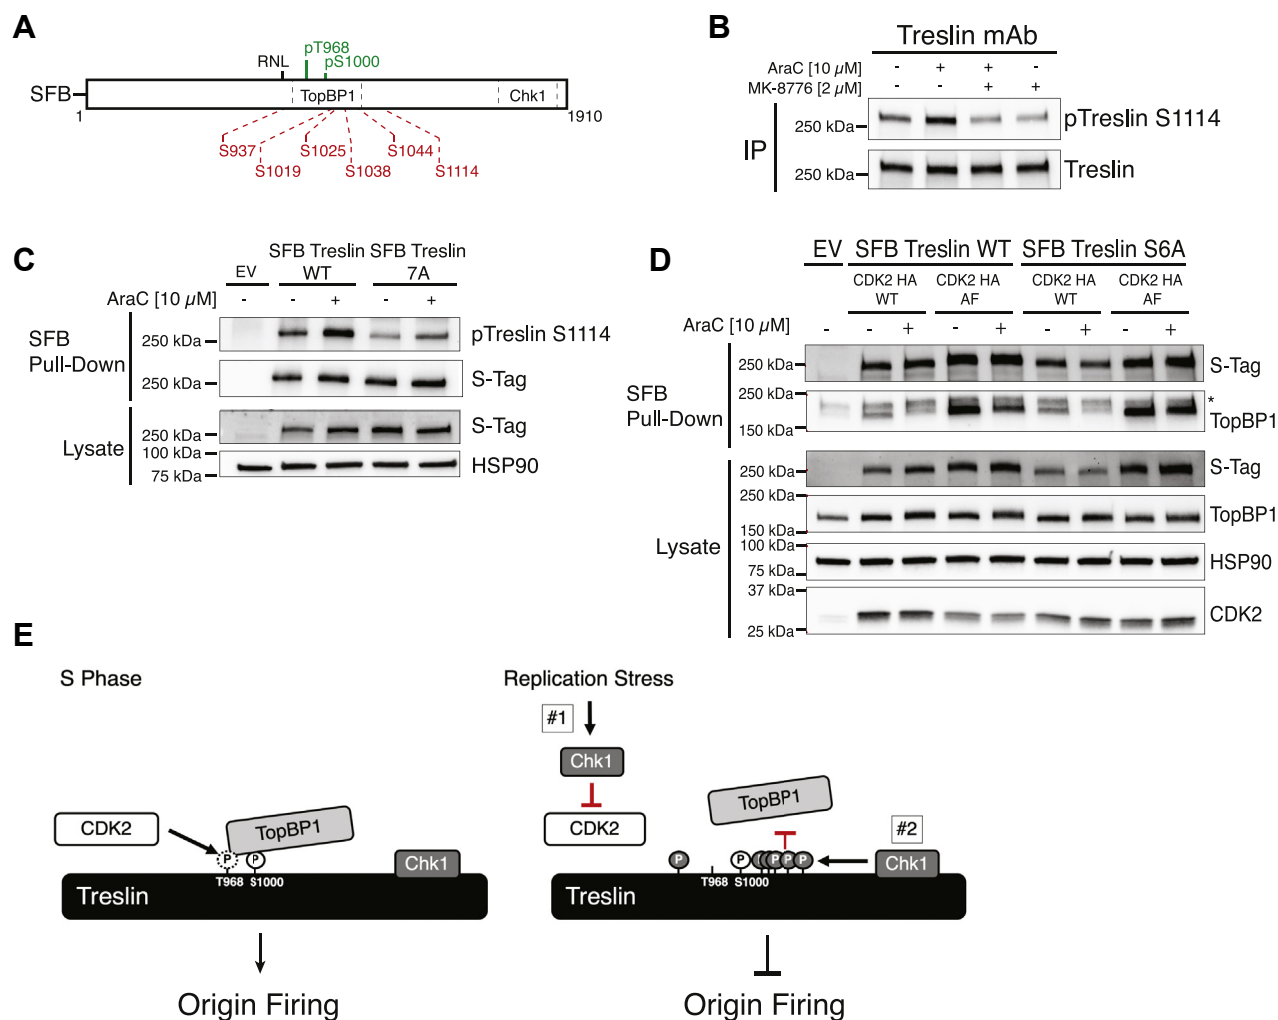 A
pT968
pS1000
RNL
SFB
TopBP1
Chk1
1
1910
S937
S1025
S1044
S1019
S1038
S1114
B
Treslin mAb
AraC [10 µM] - + + -
MK-8776 [2 µM] - - + +
IP
250 kDa
pTreslin S1114
250 kDa
Treslin
C
EV
SFB Treslin WT
SFB Treslin 7A
AraC [10 µM] - - + - +
SFB Pull-Down
250 kDa
pTreslin S1114
250 kDa
S-Tag
Lysate
250 kDa
S-Tag
100 kDa
75 kDa
HSP90
D
EV
SFB Treslin WT
SFB Treslin S6A
CDK2 HA WT
CDK2 HA AF
CDK2 HA WT
CDK2 HA AF
AraC [10 µM] - - + - + - + - +
SFB Pull-Down
250 kDa
S-Tag
250 kDa
150 kDa
*
TopBP1
Lysate
250 kDa
S-Tag
250 kDa
150 kDa
TopBP1
100 kDa
75 kDa
HSP90
37 kDa
25 kDa
CDK2
E
S Phase
CDK2
TopBP1
P
P
T968
S1000
Chk1
Treslin
Origin Firing
Replication Stress
#1
Chk1
CDK2
TopBP1
#2
P
P
P
P
P
Chk1
T968
S1000
Treslin
Origin Firing